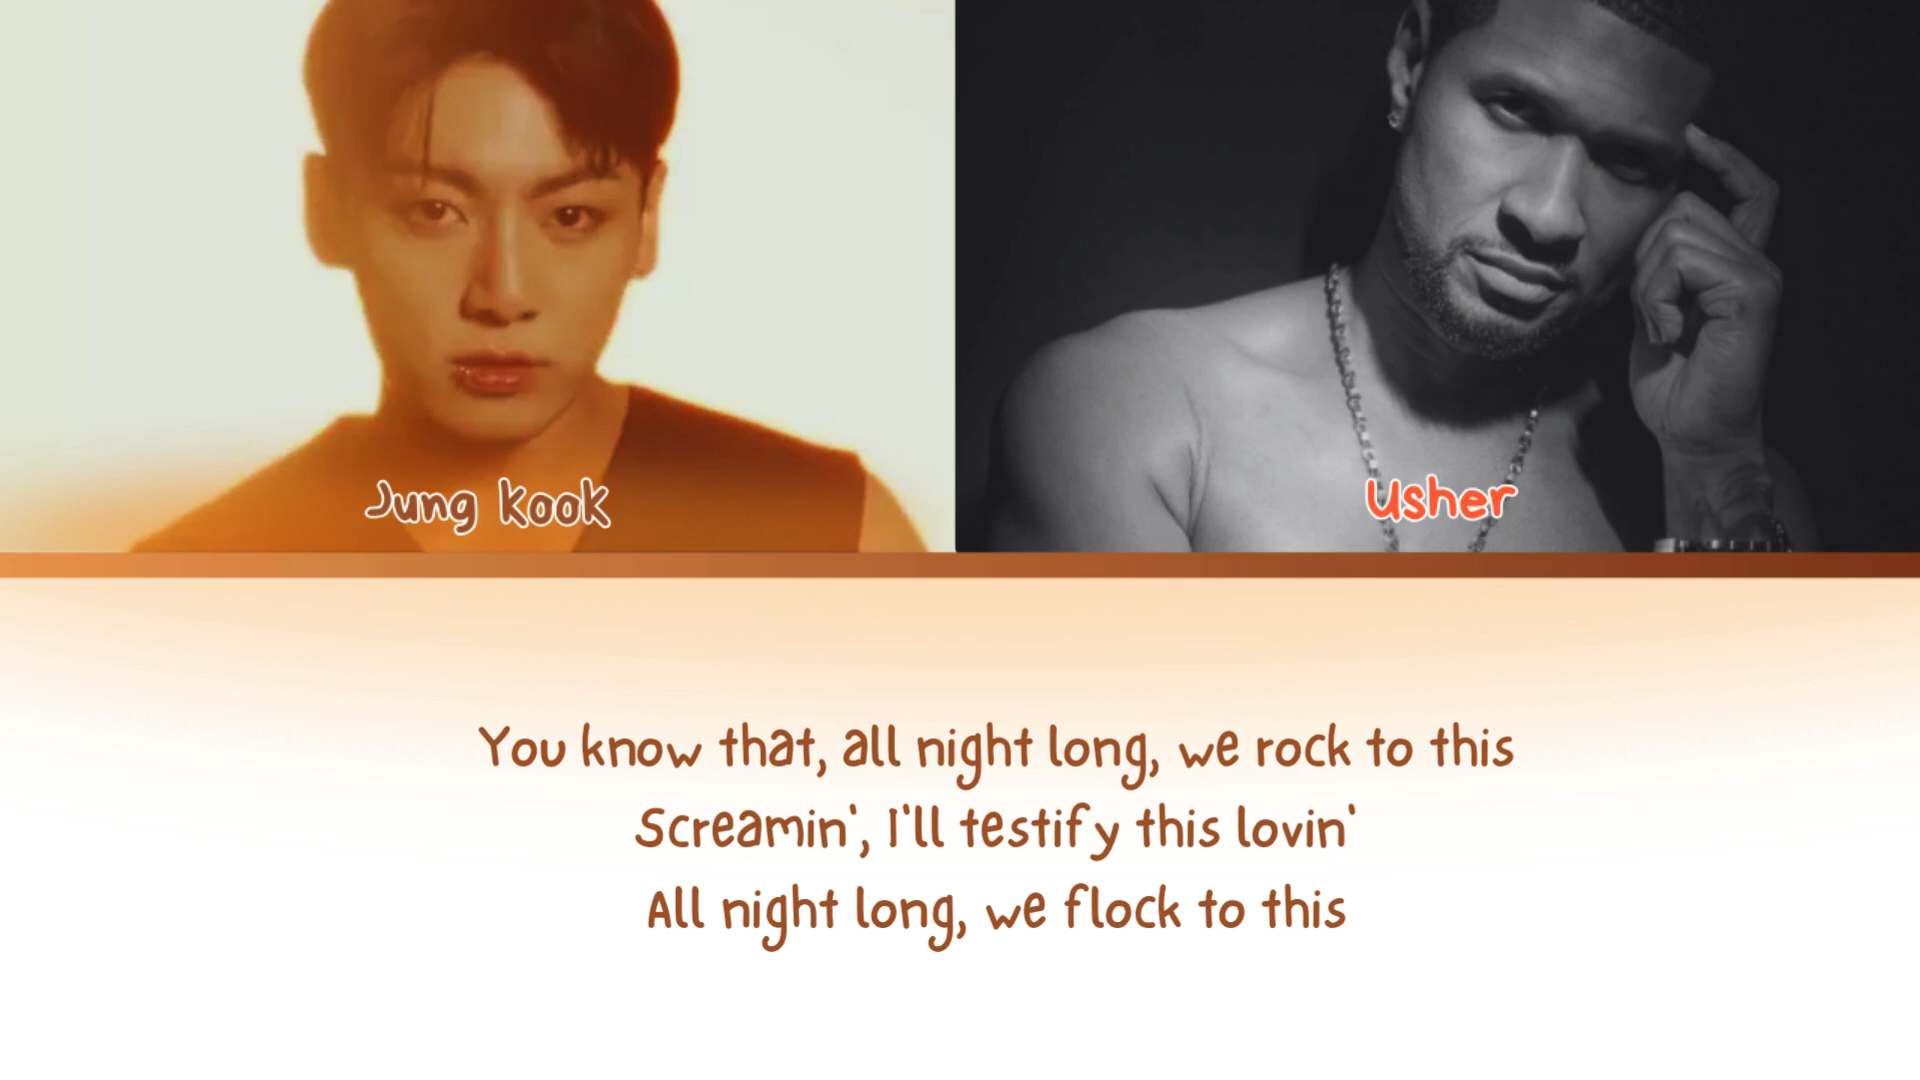 Jung Kook
Usher
You know that, all night long, we rock to this
Screamin', I'll testify this lovin'
All night long, we flock to this